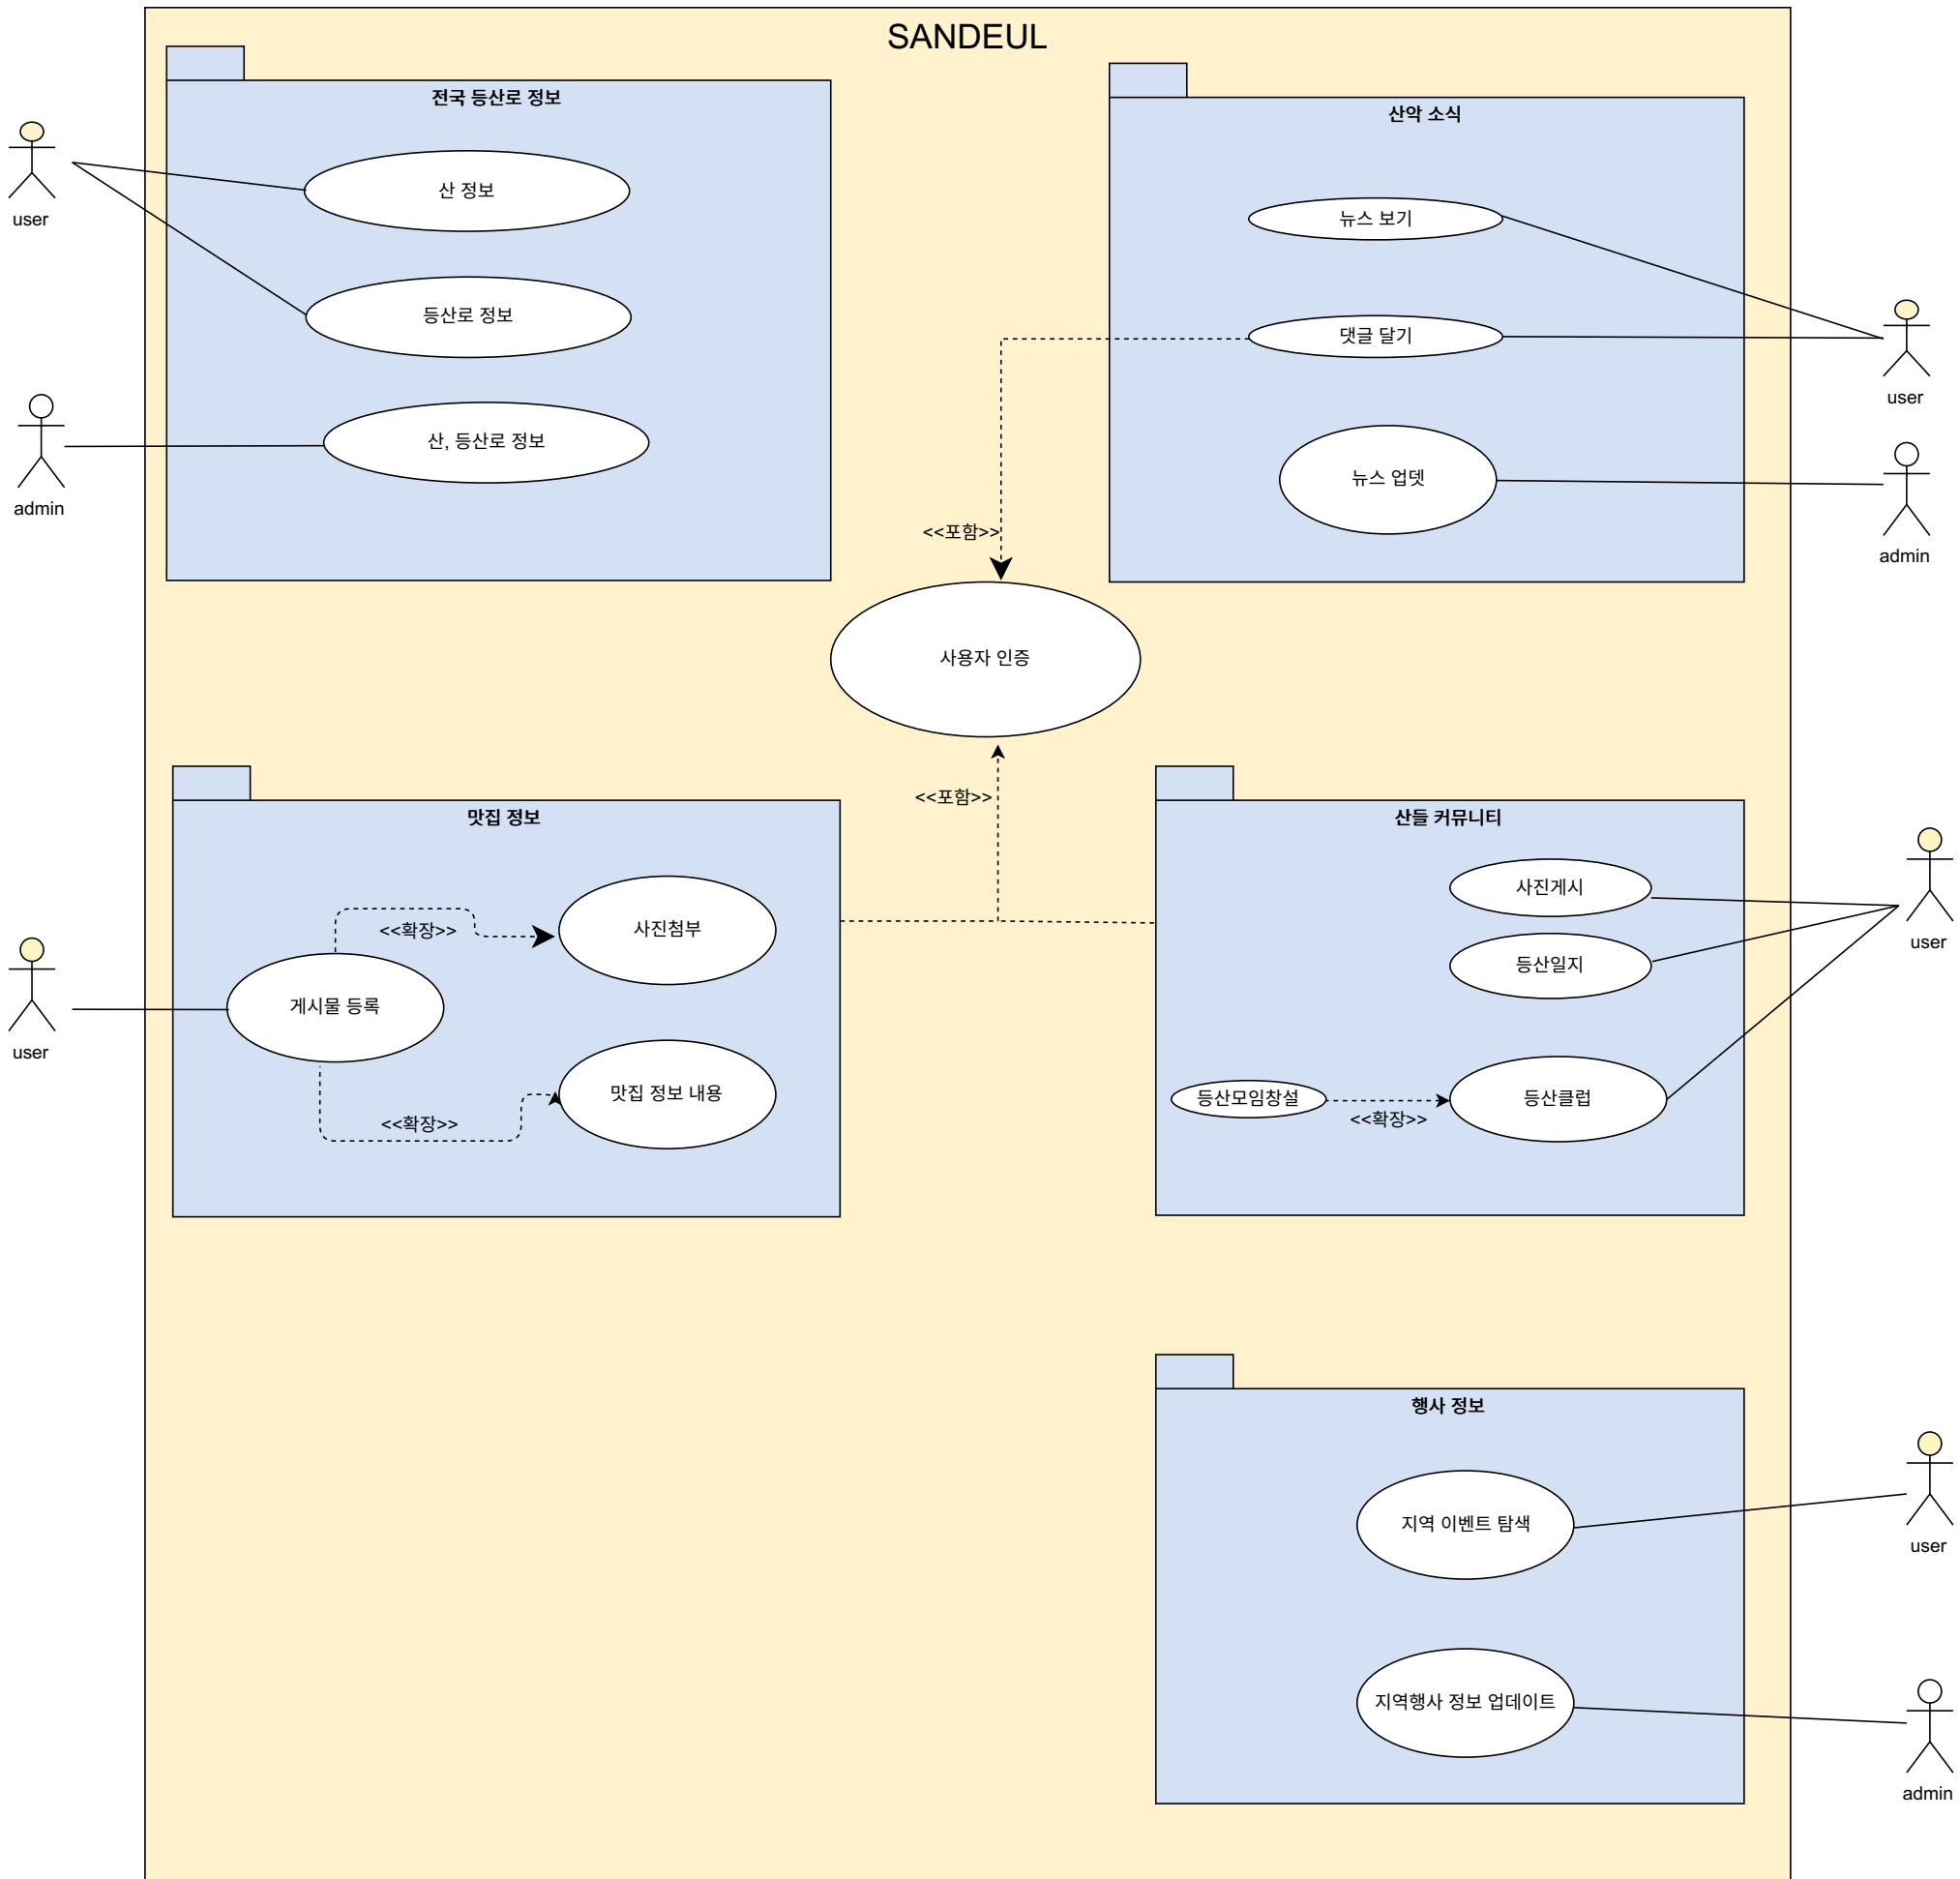 SANDEUL
전국 등산로 정보
산 정보
등산로 정보
산, 등산로 정보
user
admin
산악 소식
뉴스 보기
댓글 달기
뉴스 업뎃
user
admin
<<포함>>
사용자 인증
<<포함>>
맛집 정보
사진첨부
<<확장>>
게시물 등록
맛집 정보 내용
<<확장>>
user
산들 커뮤니티
사진게시
등산일지
등산모임창설
<<확장>>
등산클럽
user
행사 정보
지역 이벤트 탐색
지역행사 정보 업데이트
user
admin